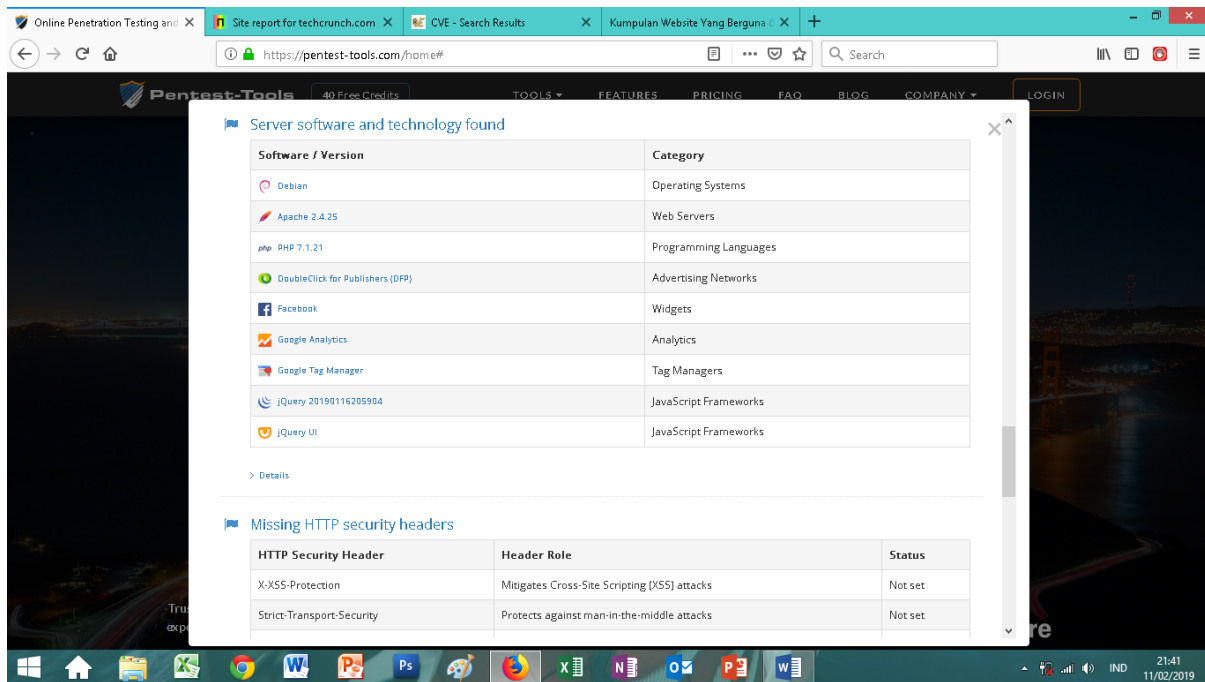 Online Penetration Testing and
Site report for techcrunch.com
CVE - Search Results
Kumpulan Website Yang Berguna &
https://pentest-tools.com/home#
Search
Pentest-Tools
40 Free Credits
TOOLS
FEATURES
PRICING
FAQ
BLOG
COMPANY
LOGIN
Server software and technology found
Software / Version Category
Debian Operating Systems
Apache 2.4.25 Web Servers
php PHP 7.1.21 Programming Languages
DoubleClick for Publishers (DFP) Advertising Networks
Facebook Widgets
Google Analytics Analytics
Google Tag Manager Tag Managers
jQuery 20190116205904 JavaScript Frameworks
jQuery UI JavaScript Frameworks
> Details
Missing HTTP security headers
HTTP Security Header Header Role Status
X-XSS-Protection Mitigates Cross-Site Scripting (XSS) attacks Not set
Strict-Transport-Security Protects against man-in-the-middle attacks Not set
Tru
expo
re
IND
21:41
11/02/2019